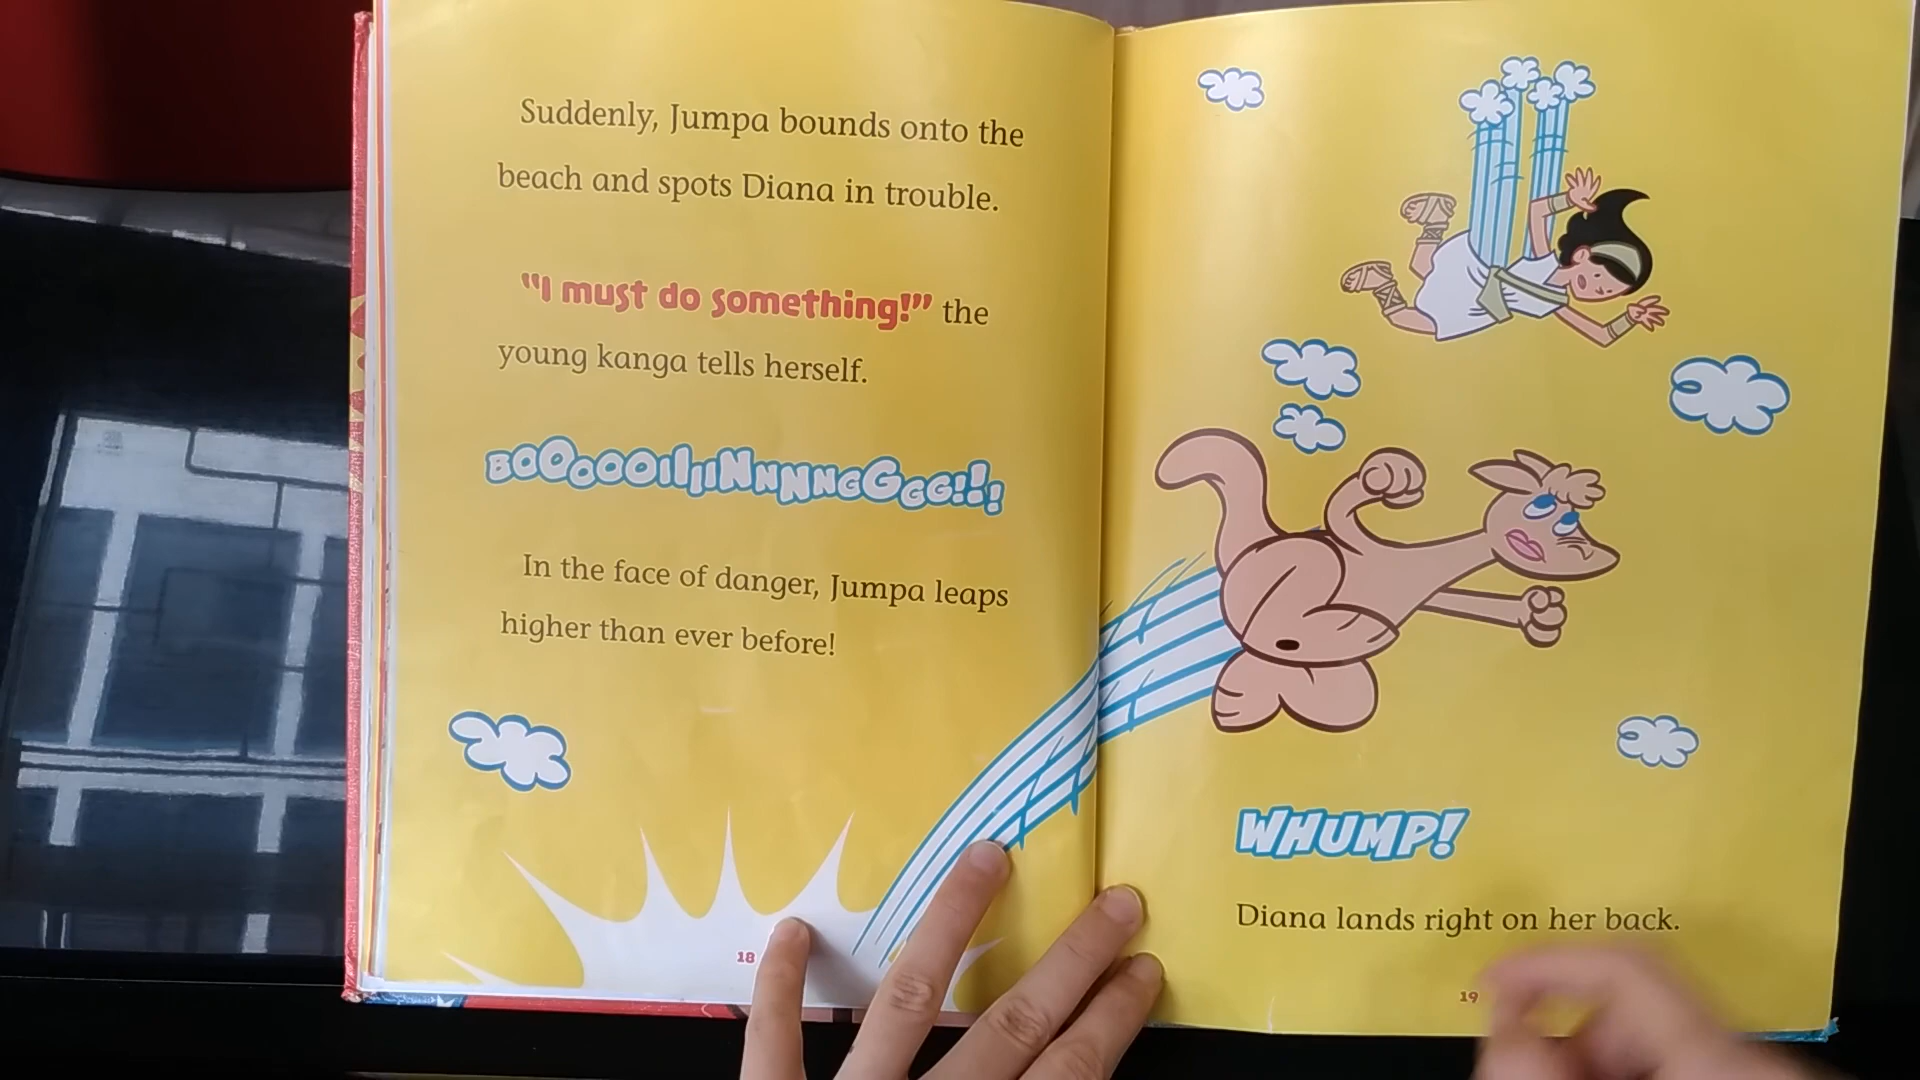 Suddenly, Jumpa bounds onto the
beach and spots Diana in trouble.
“I must do something!” the
young kanga tells herself.
BOOOOOOIIIIINNNNNGGGGG!!!
In the face of danger, Jumpa leaps
higher than ever before!
18
WHUMP!
Diana lands right on her back.
19